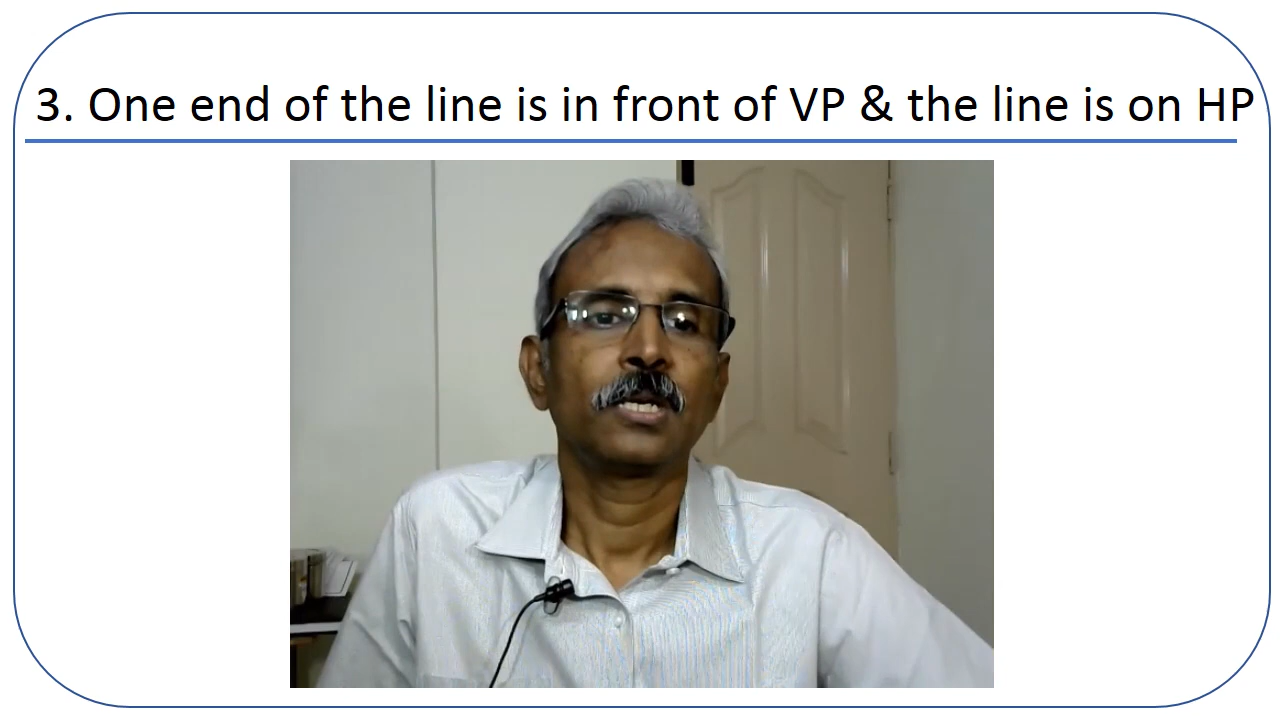 3. One end of the line is in front of VP & the line is on HP